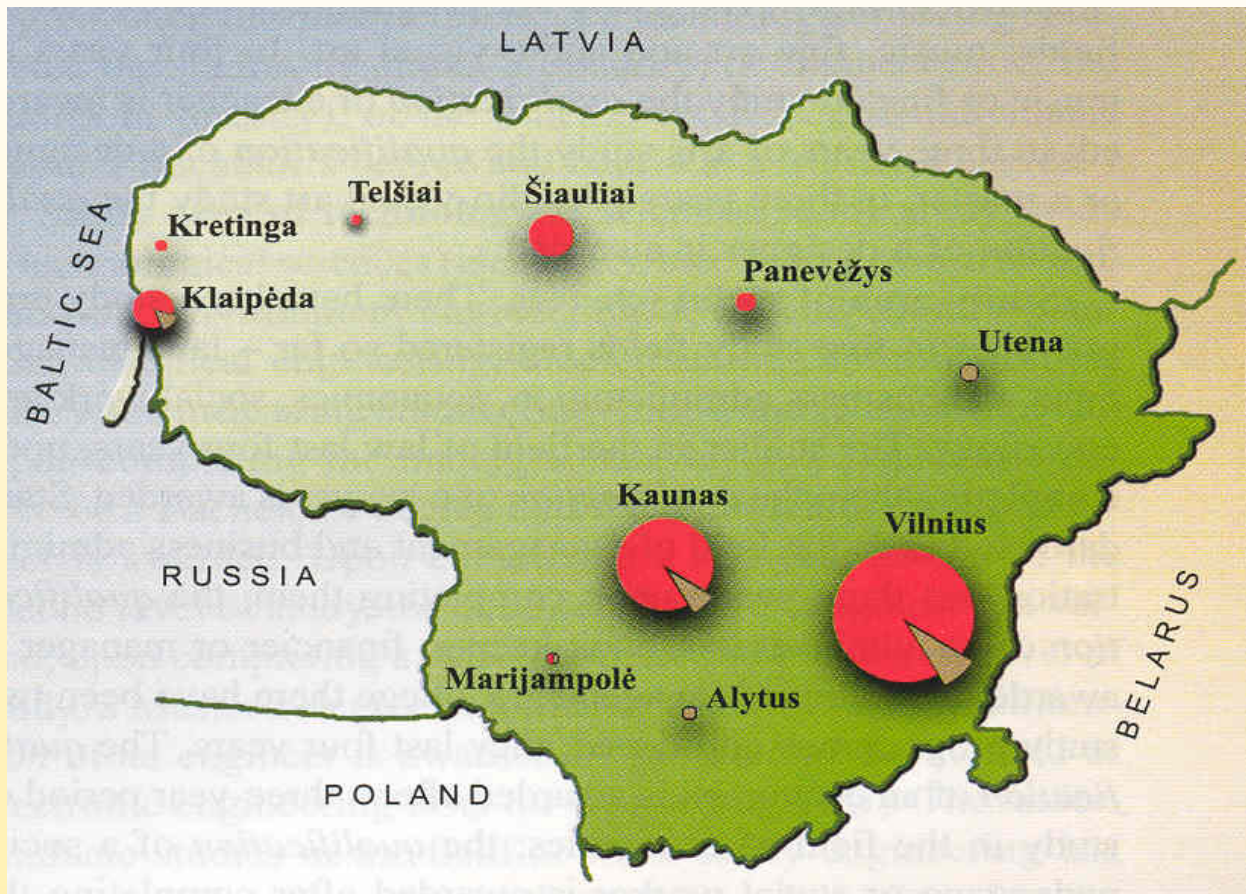 LATVIA
Telšiai
Šiauliai
Kretinga
BALTIC SEA
Klaipėda
Panevėžys
Utena
Kaunas
Vilnius
RUSSIA
BELARUS
Marijampolė
Alytus
POLAND